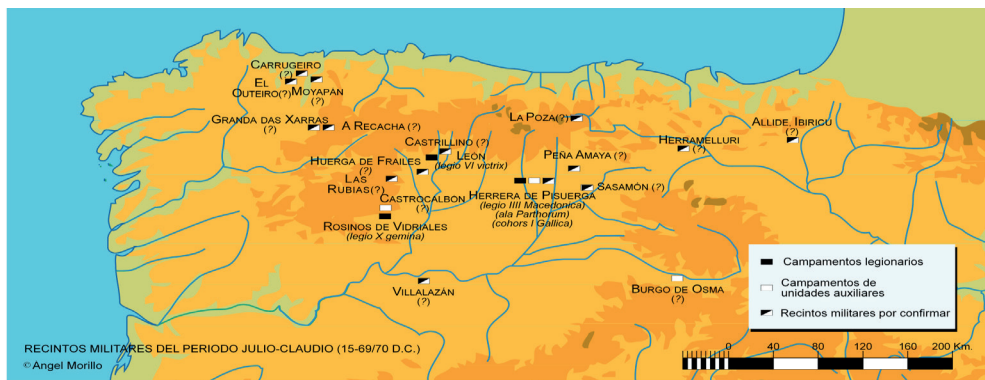 CARRUGEIRO
(?)
EL
OUTEIRO(?)
MOYAPAN
(?)
GRANDA DAS XARRAS
(?)
A RECACHA (?)
LA POZA(?)
ALLIDE, IBIRICU
(?)
CASTRILLINO (?)
LEÓN
(legio VI victrix)
HERRAMELLURI
(?)
HUERGA DE FRAILES
(?)
PEÑA AMAYA (?)
LAS
RUBIAS(?)
SASAMÓN (?)
CASTROCALBON
(?)
HERRERA DE PISUERGA
(legio IIII Macedonica)
(ala Parthorum)
(cohors I Gallica)
ROSINOS DE VIDRIALES
(legio X gemina)
VILLALAZÁN
(?)
BURGO DE OSMA
(?)
Campamentos legionarios
Campamentos de
unidades auxiliares
Recintos militares por confirmar
RECINTOS MILITARES DEL PERIODO JULIO-CLAUDIO (15-69/70 D.C.)
©Angel Morillo
0 40 80 120 160 200 Km.